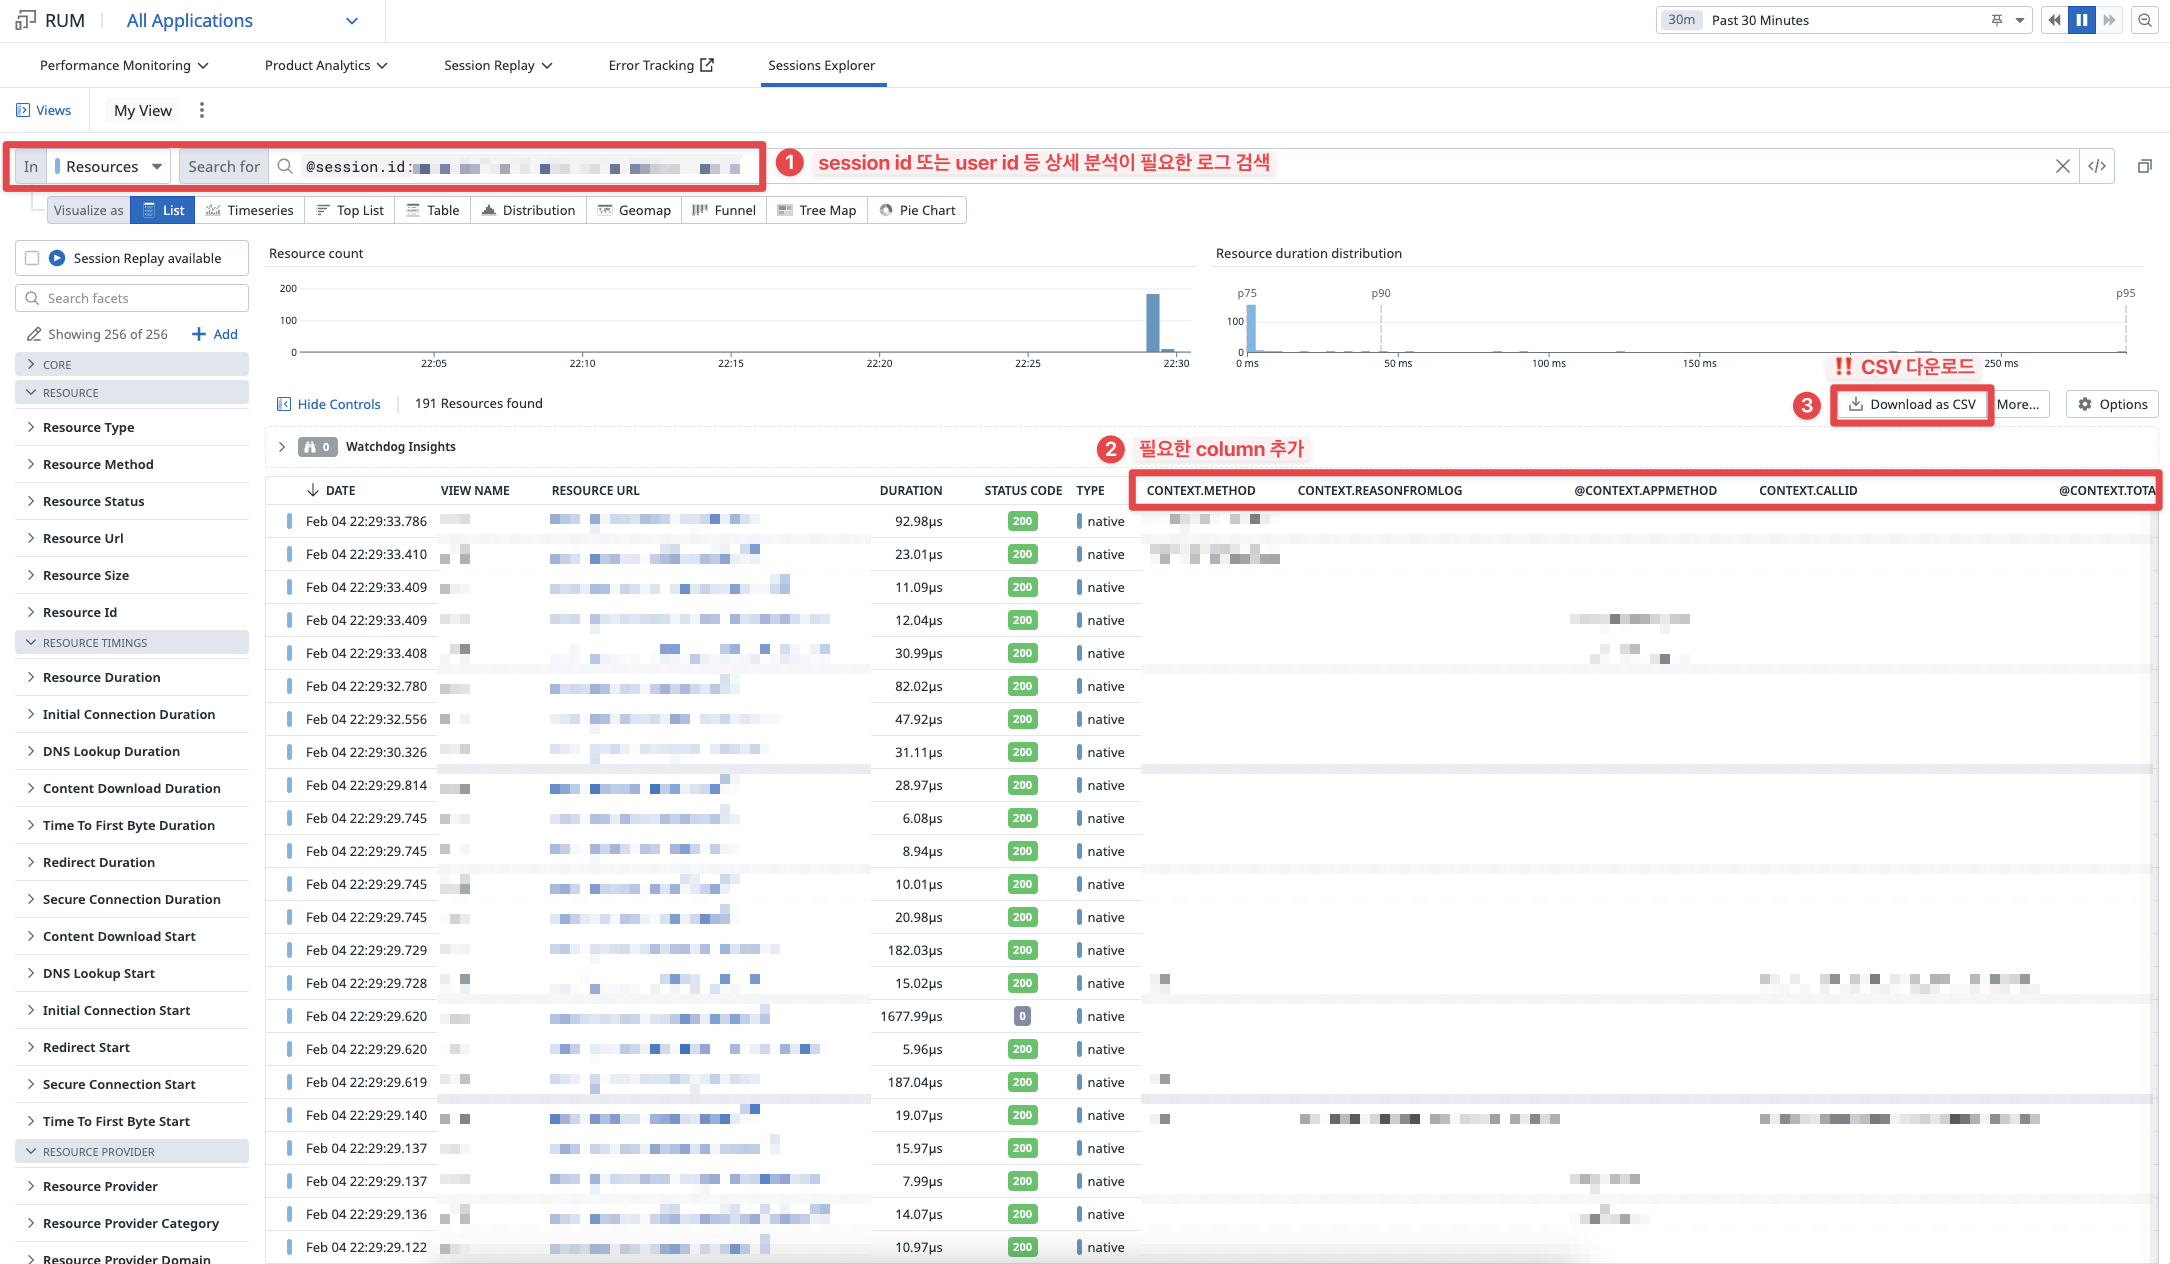 RUM All Applications 30m Past 30 Minutes
Performance Monitoring Product Analytics Session Replay Error Tracking Sessions Explorer
Views My View
In Resources Search for @session.id: 1 session id 또는 user id 등 상세 분석이 필요한 로그 검색 </>
Visualize as List Timeseries Top List Table Distribution Geomap Funnel Tree Map Pie Chart
Session Replay available
Search facets
Showing 256 of 256 + Add
CORE
RESOURCE
Resource Type
Resource Method
Resource Status
Resource Url
Resource Size
Resource Id
RESOURCE TIMINGS
Resource Duration
Initial Connection Duration
DNS Lookup Duration
Content Download Duration
Time To First Byte Duration
Redirect Duration
Secure Connection Duration
Content Download Start
DNS Lookup Start
Initial Connection Start
Redirect Start
Secure Connection Start
Time To First Byte Start
RESOURCE PROVIDER
Resource Provider
Resource Provider Category
Resource Provider Domain
Resource count
200
100
0
22:05 22:10 22:15 22:20 22:25 22:30
Resource duration distribution
p75 p90 p95
100
0
0 ms 50 ms 100 ms 150 ms 250 ms
‼ CSV 다운로드
Hide Controls 191 Resources found 3 Download as CSV More... Options
0 Watchdog Insights 2 필요한 column 추가
DATE VIEW NAME RESOURCE URL DURATION STATUS CODE TYPE CONTEXT.METHOD CONTEXT.REASONFROMLOG @CONTEXT.APPMETHOD CONTEXT.CALLID @CONTEXT.TOTA
Feb 04 22:29:33.786 92.98µs 200 native
Feb 04 22:29:33.410 23.01µs 200 native
Feb 04 22:29:33.409 11.09µs 200 native
Feb 04 22:29:33.409 12.04µs 200 native
Feb 04 22:29:33.408 30.99µs 200 native
Feb 04 22:29:32.780 82.02µs 200 native
Feb 04 22:29:32.556 47.92µs 200 native
Feb 04 22:29:30.326 31.11µs 200 native
Feb 04 22:29:29.814 28.97µs 200 native
Feb 04 22:29:29.745 6.08µs 200 native
Feb 04 22:29:29.745 8.94µs 200 native
Feb 04 22:29:29.745 10.01µs 200 native
Feb 04 22:29:29.745 20.98µs 200 native
Feb 04 22:29:29.729 182.03µs 200 native
Feb 04 22:29:29.728 15.02µs 200 native
Feb 04 22:29:29.620 1677.99µs 0 native
Feb 04 22:29:29.620 5.96µs 200 native
Feb 04 22:29:29.619 187.04µs 200 native
Feb 04 22:29:29.140 19.07µs 200 native
Feb 04 22:29:29.137 15.97µs 200 native
Feb 04 22:29:29.137 7.99µs 200 native
Feb 04 22:29:29.136 14.07µs 200 native
Feb 04 22:29:29.122 10.97µs 200 native